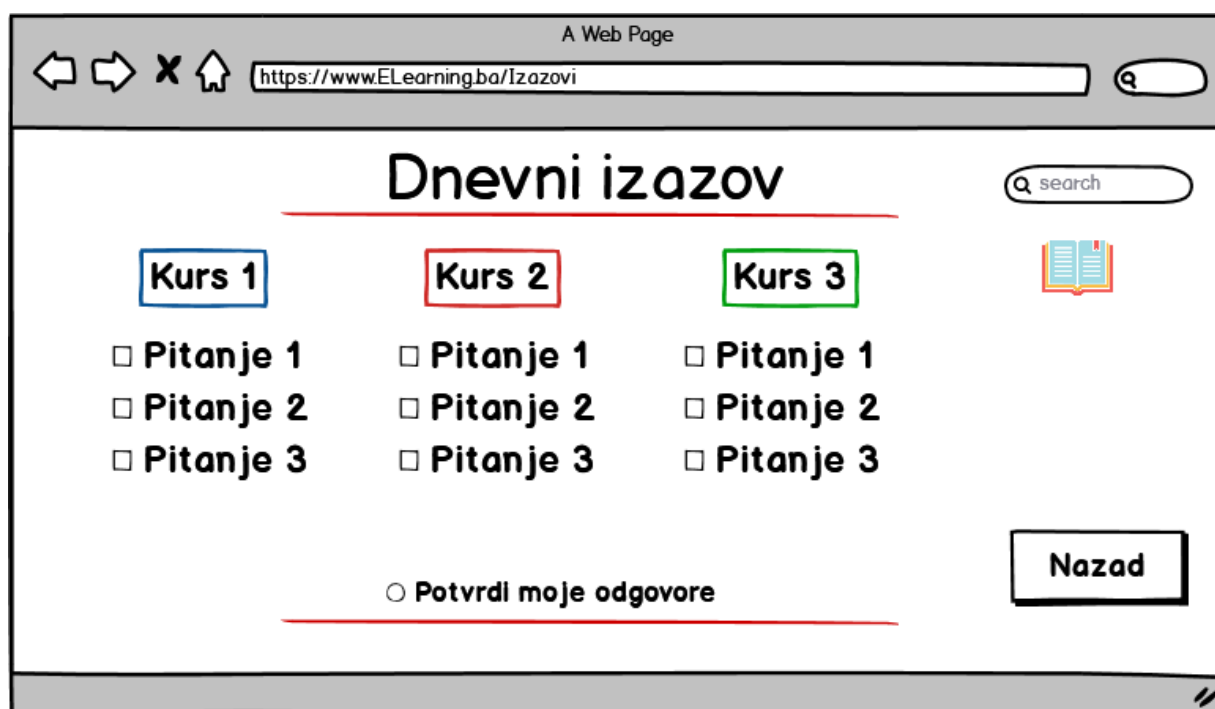 A Web Page
https://www.ELearning.ba/Izazovi
Dnevni izazov
search
Kurs 1 Kurs 2 Kurs 3
Pitanje 1 Pitanje 1 Pitanje 1
Pitanje 2 Pitanje 2 Pitanje 2
Pitanje 3 Pitanje 3 Pitanje 3
Nazad
Potvrdi moje odgovore